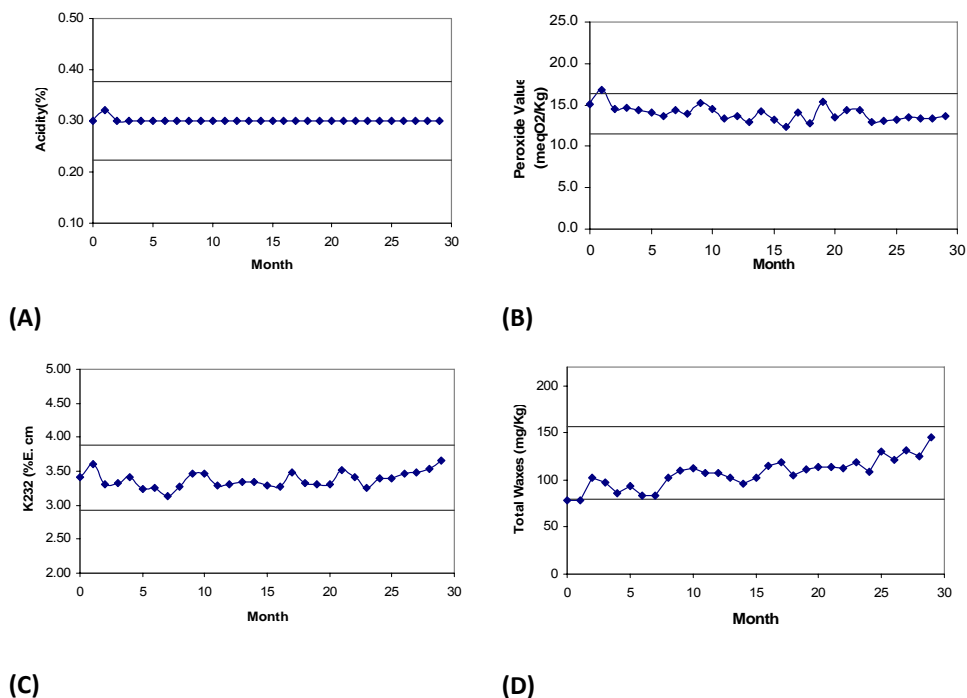 0.50
0.40
0.30
0.20
0.10
Acidity(%)
0 5 10 15 20 25 30
Month
(A)
25.0
20.0
15.0
10.0
5.0
0.0
Peroxide Value
(meqO2/Kg)
0 5 10 15 20 25 30
Month
(B)
5.00
4.00
3.50
3.00
2.00
K232 (%E. cm
0 5 10 15 20 25 30
Month
(C)
200
150
100
50
0
Total Waxes (mg/Kg)
0 5 10 15 20 25 30
Month
(D)